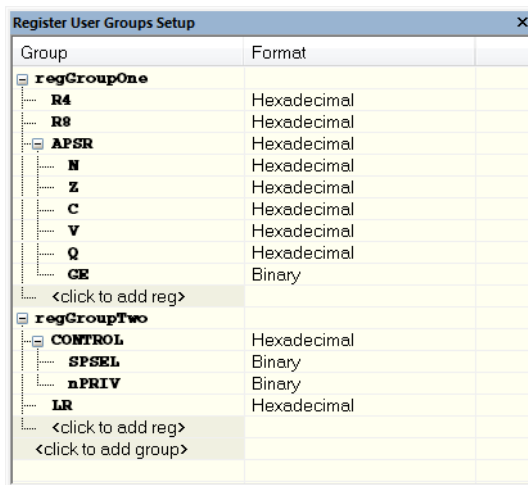 Register User Groups Setup
Group Format
regGroupOne
R4 Hexadecimal
R8 Hexadecimal
APSR Hexadecimal
N Hexadecimal
Z Hexadecimal
C Hexadecimal
V Hexadecimal
Q Hexadecimal
GE Binary
<click to add reg>
regGroupTwo
CONTROL Hexadecimal
SPSEL Binary
nPRIV Binary
LR Hexadecimal
<click to add reg>
<click to add group>